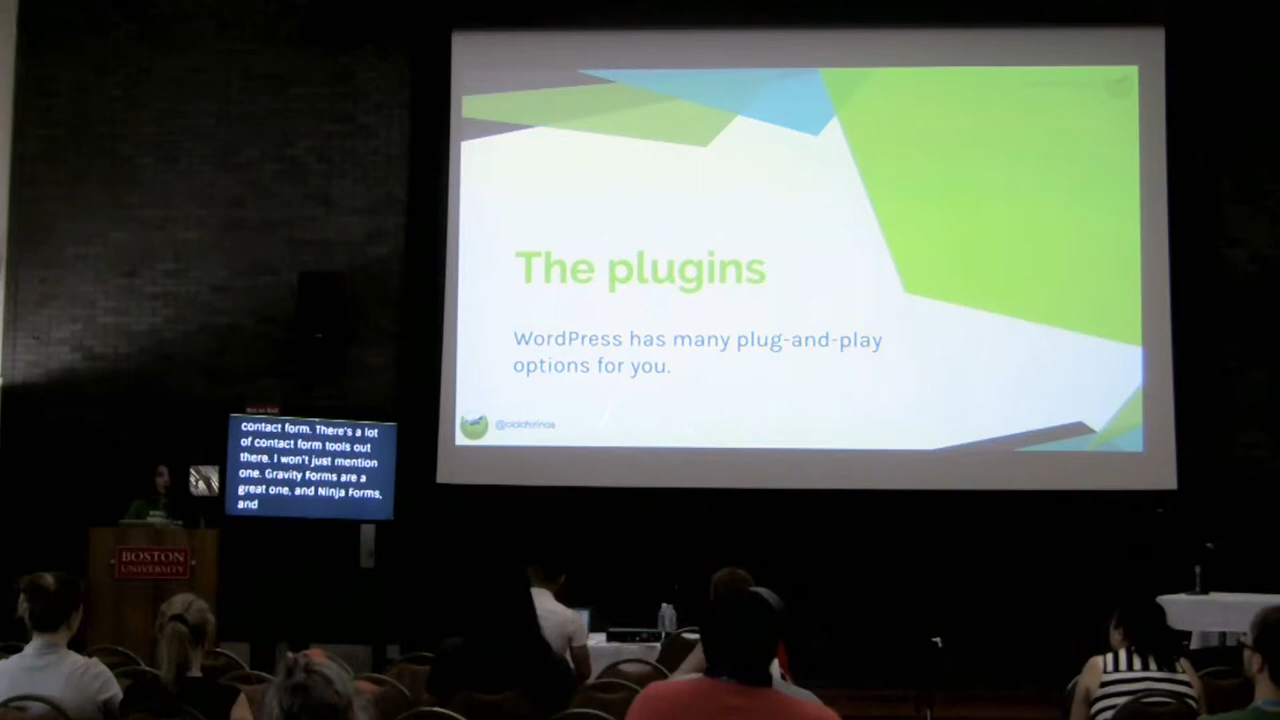 The plugins
WordPress has many plug-and-play
options for you.
contact form. There's a lot
of contact form tools out
there. I won't just mention
one. Gravity Forms are a
great one, and Ninja Forms,
and
BOSTON
UNIVERSITY